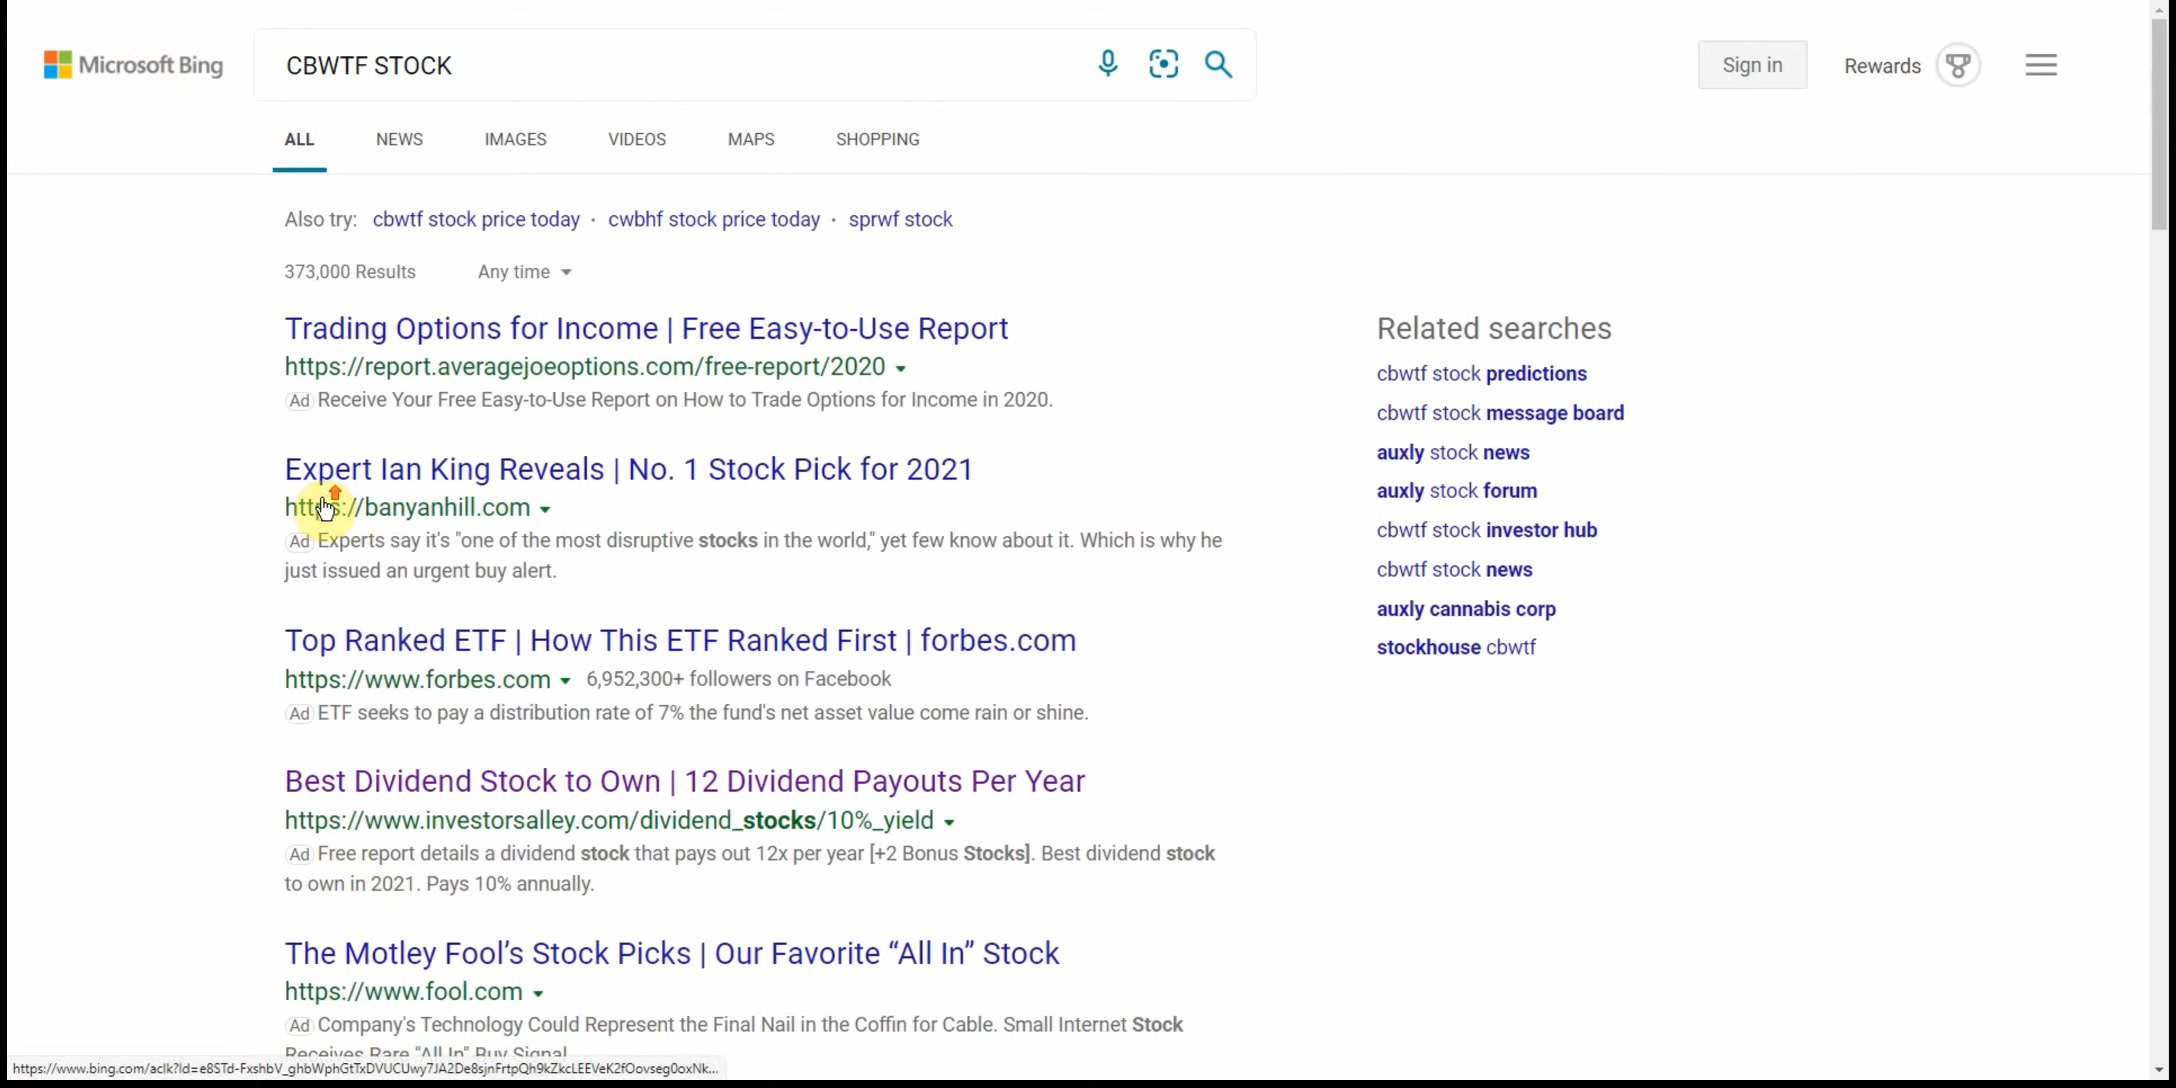 Microsoft Bing
CBWTF STOCK
Sign in
Rewards
ALL NEWS IMAGES VIDEOS MAPS SHOPPING
Also try: cbwtf stock price today · cwbhf stock price today · sprwf stock
373,000 Results Any time
Trading Options for Income | Free Easy-to-Use Report
https://report.averagejoeoptions.com/free-report/2020
Ad Receive Your Free Easy-to-Use Report on How to Trade Options for Income in 2020.
Expert Ian King Reveals | No. 1 Stock Pick for 2021
https://banyanhill.com
Ad Experts say it's "one of the most disruptive stocks in the world," yet few know about it. Which is why he
just issued an urgent buy alert.
Top Ranked ETF | How This ETF Ranked First | forbes.com
https://www.forbes.com 6,952,300+ followers on Facebook
Ad ETF seeks to pay a distribution rate of 7% the fund's net asset value come rain or shine.
Best Dividend Stock to Own | 12 Dividend Payouts Per Year
https://www.investorsalley.com/dividend_stocks/10%_yield
Ad Free report details a dividend stock that pays out 12x per year [+2 Bonus Stocks]. Best dividend stock
to own in 2021. Pays 10% annually.
The Motley Fool’s Stock Picks | Our Favorite “All In” Stock
https://www.fool.com
Ad Company's Technology Could Represent the Final Nail in the Coffin for Cable. Small Internet Stock
Receives Rare "All In" Buy Signal
Related searches
cbwtf stock predictions
cbwtf stock message board
auxly stock news
auxly stock forum
cbwtf stock investor hub
cbwtf stock news
auxly cannabis corp
stockhouse cbwtf